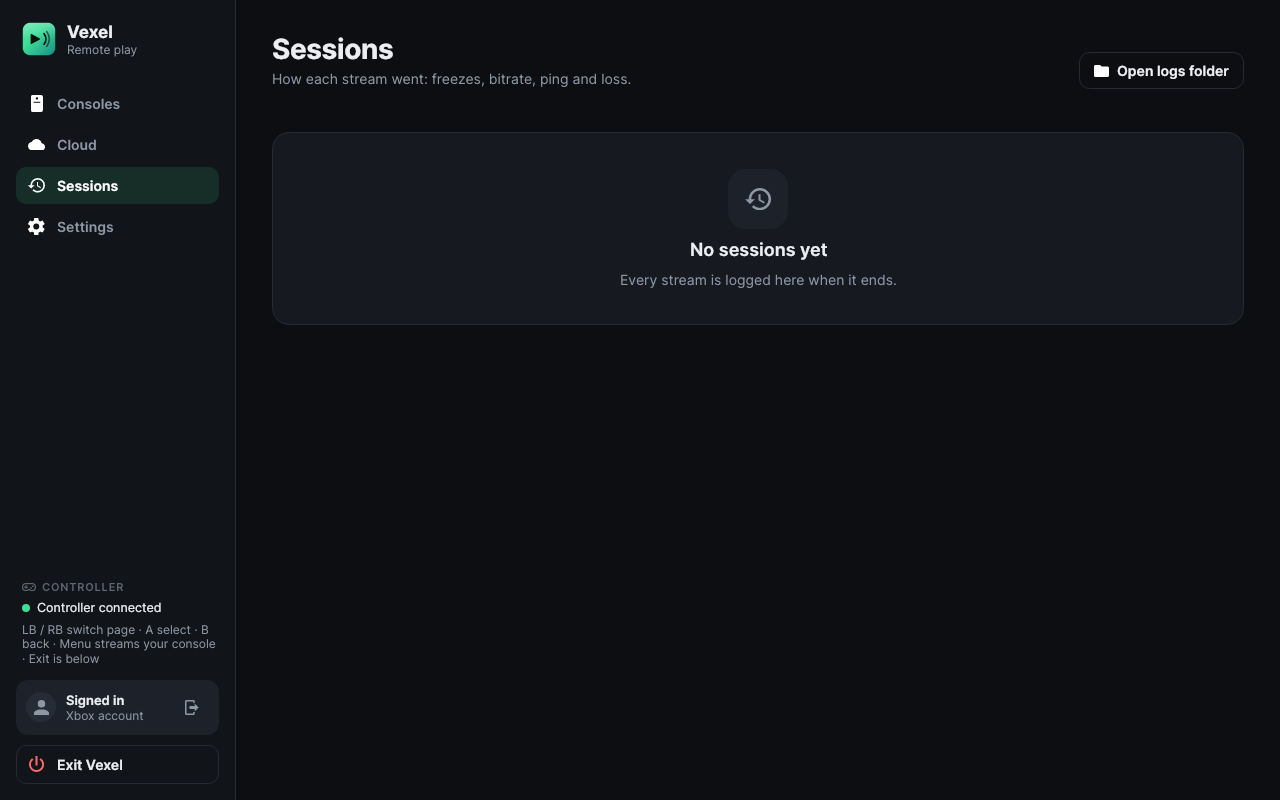 Vexel
Remote play
Consoles
Cloud
Sessions
Settings
CONTROLLER
Controller connected
LB / RB switch page · A select · B
back · Menu streams your console
· Exit is below
Signed in
Xbox account
Exit Vexel
Sessions
How each stream went: freezes, bitrate, ping and loss.
Open logs folder
No sessions yet
Every stream is logged here when it ends.